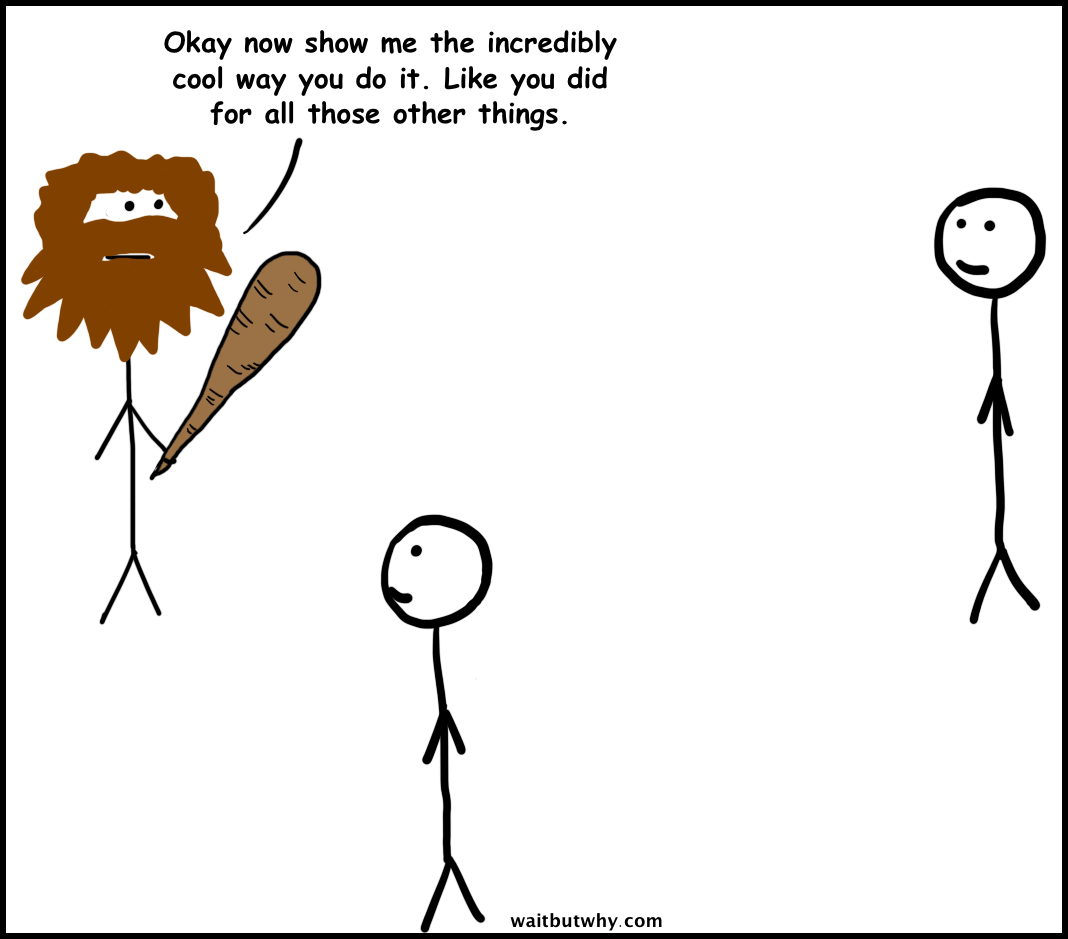 Okay now show me the incredibly
cool way you do it. Like you did
for all those other things.
waitbutwhy.com